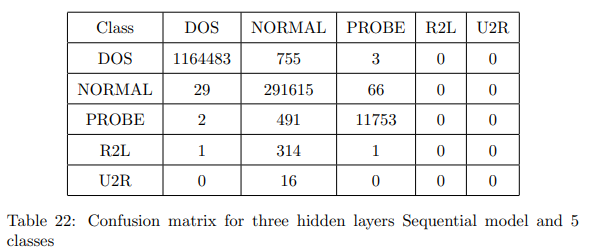 Class DOS NORMAL PROBE R2L U2R
DOS 1164483 755 3 0 0
NORMAL 29 291615 66 0 0
PROBE 2 491 11753 0 0
R2L 1 314 1 0 0
U2R 0 16 0 0 0
Table 22: Confusion matrix for three hidden layers Sequential model and 5
classes